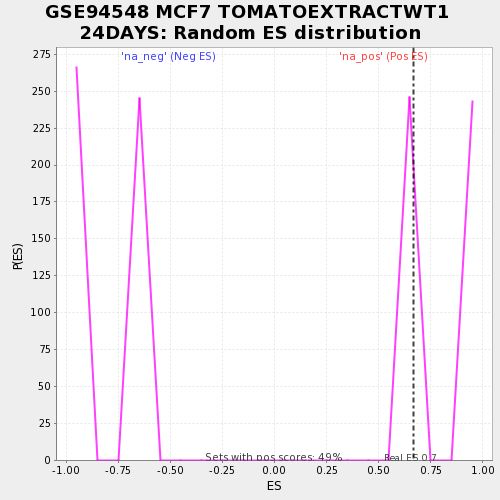 GSE94548 MCF7 TOMATOEXTRACTWT1
24DAYS: Random ES distribution
'na_neg' (Neg ES) 'na_pos' (Pos ES)
275
250
225
200
175
150
125
100
75
50
25
0
P(ES)
Sets with pos scores: 49% Real ES 0.7
-1.00 -0.75 -0.50 -0.25 0.00 0.25 0.50 0.75 1.00
ES